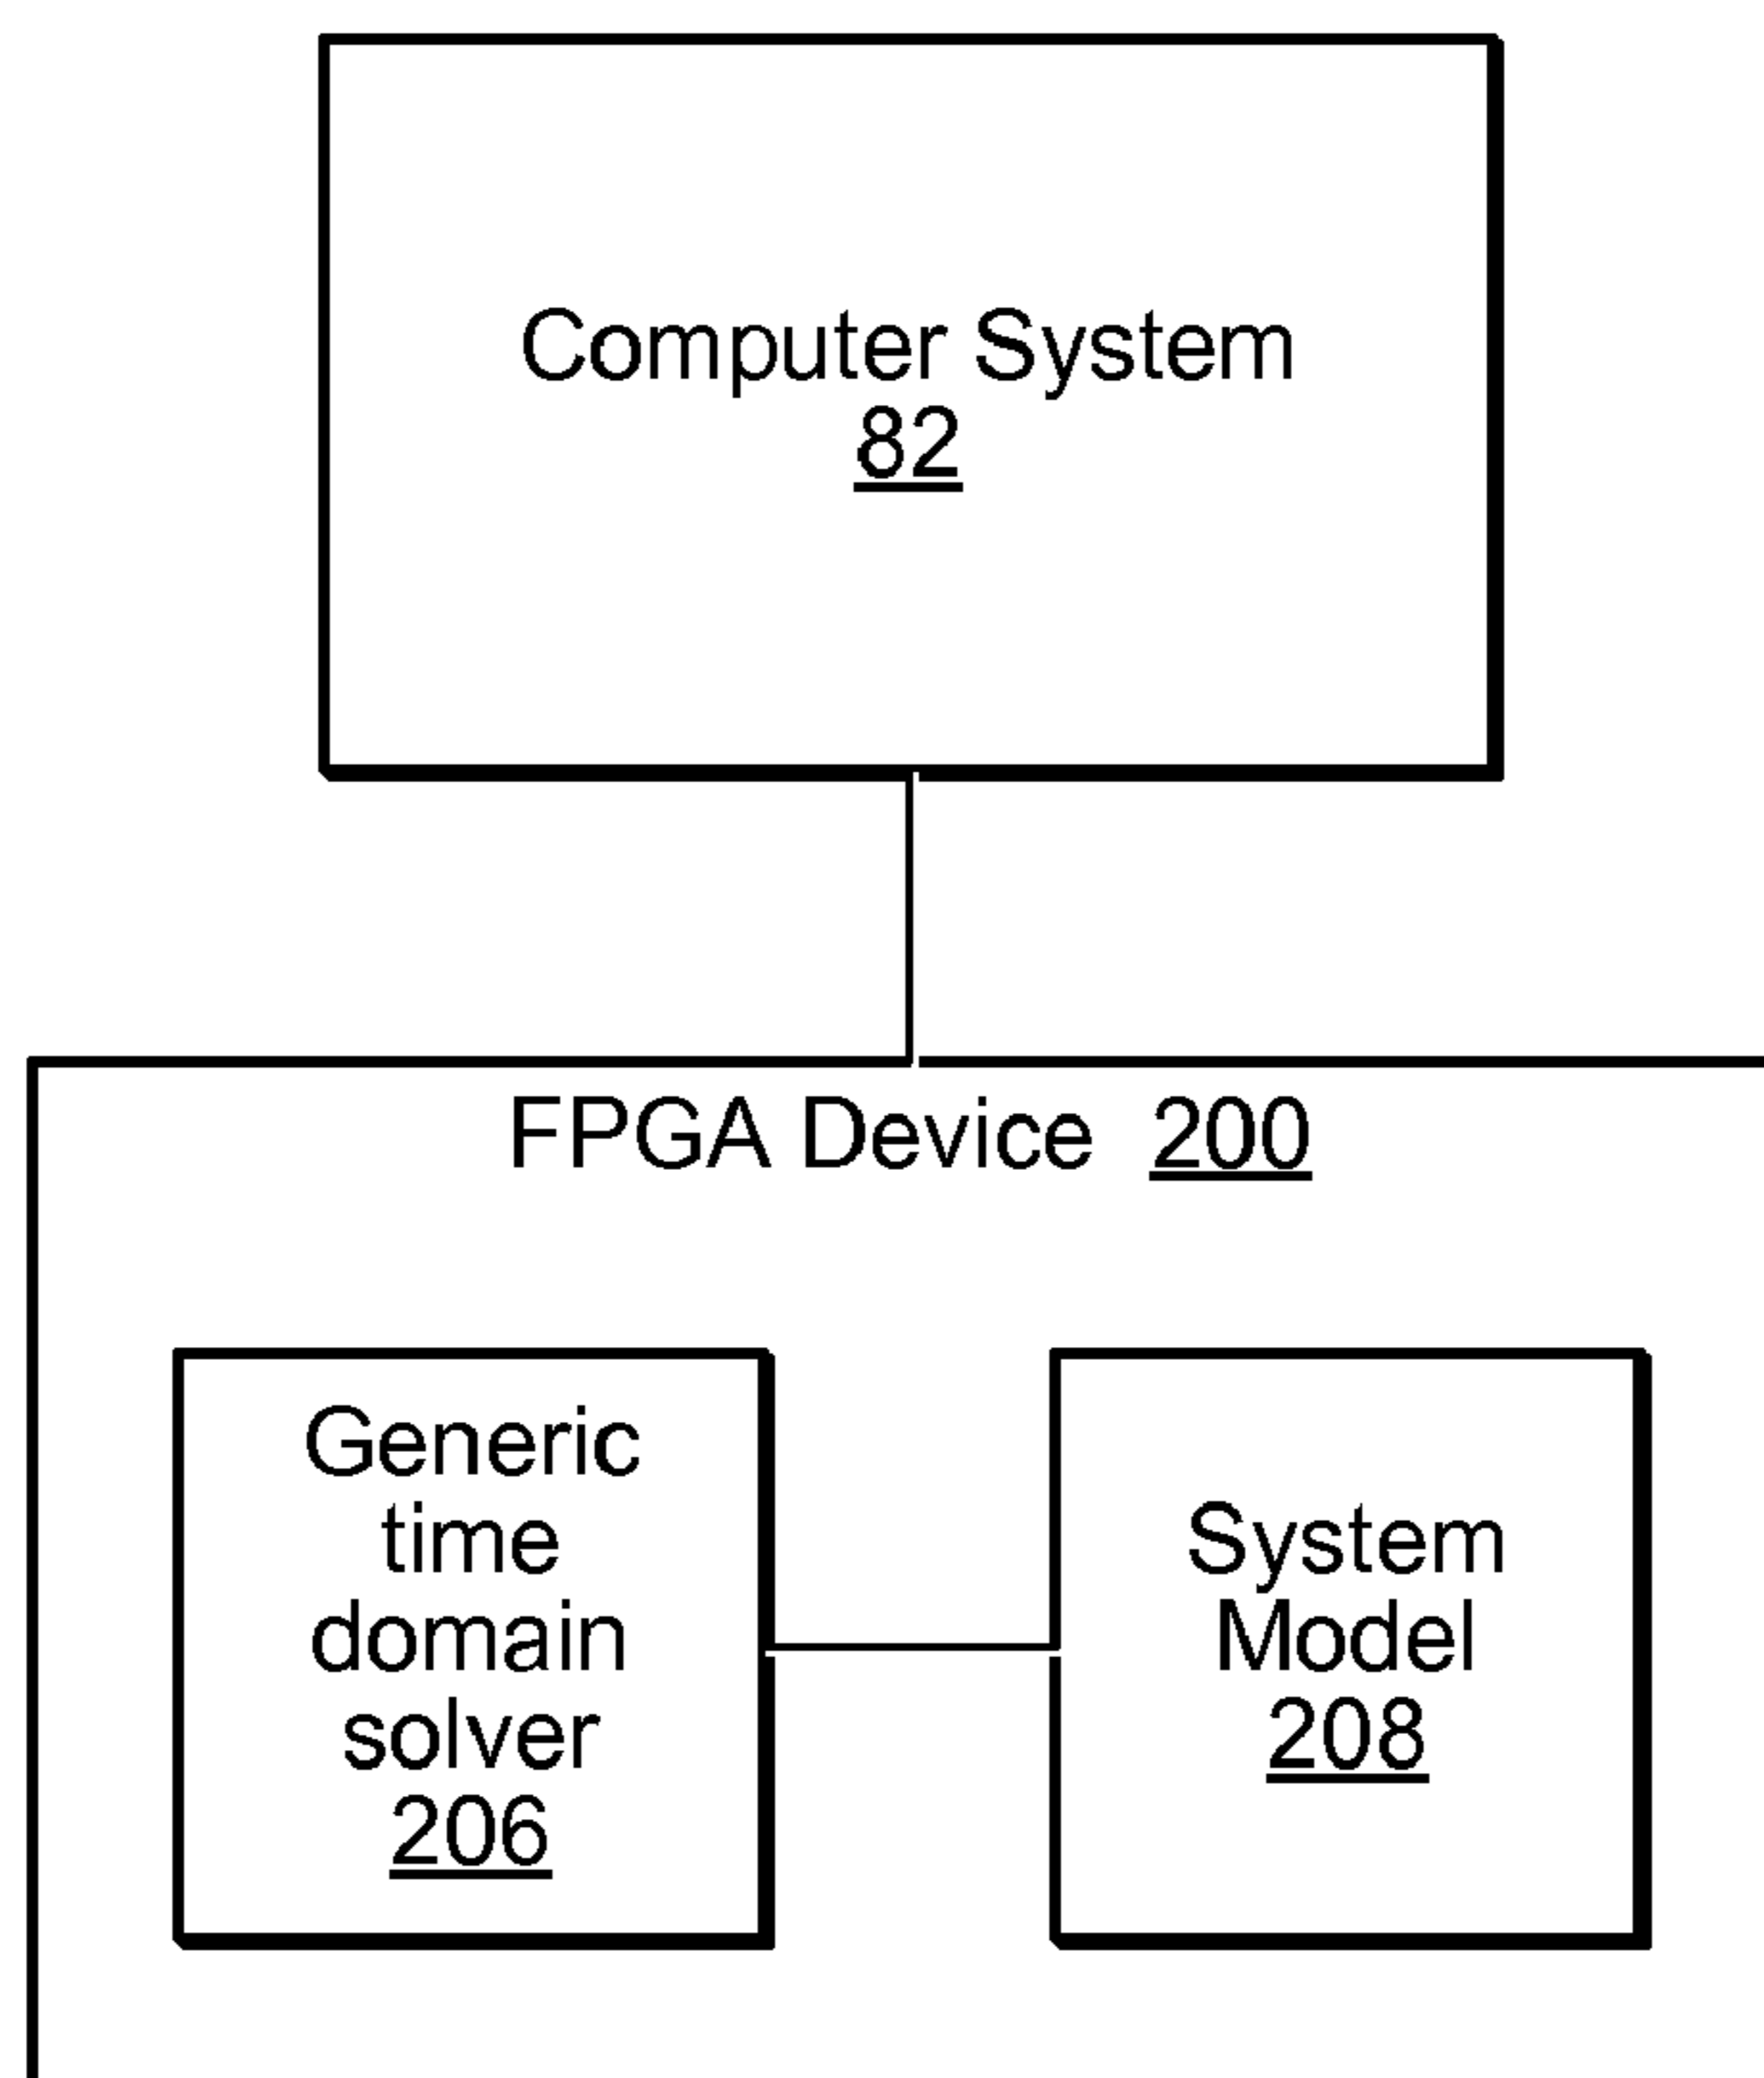 Computer System
82
FPGA Device 200
Generic
time
domain
solver
206
System
Model
208